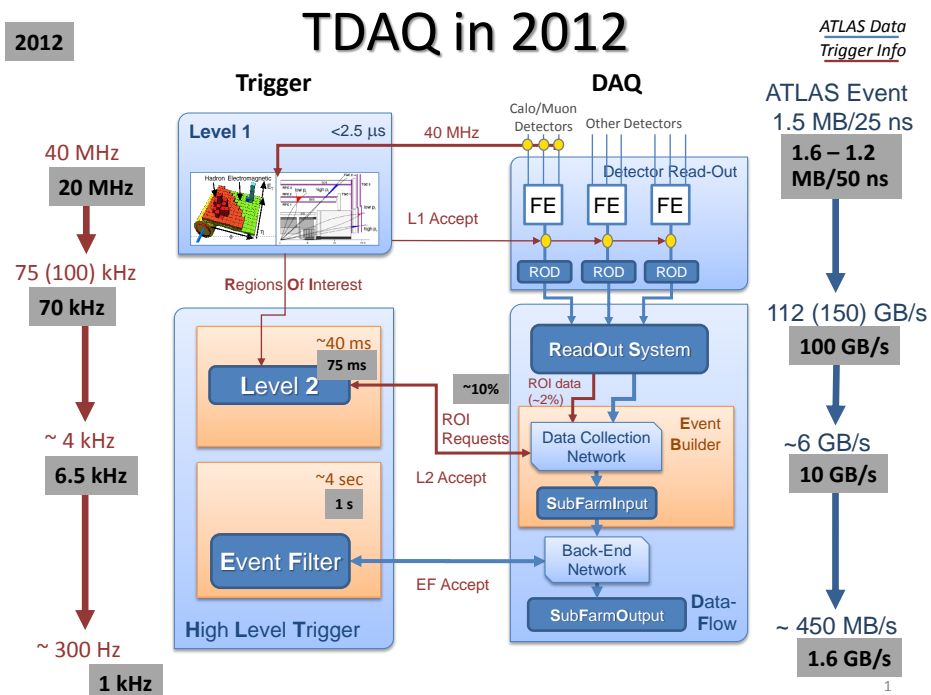 2012
TDAQ in 2012
ATLAS Data
Trigger Info
Trigger
DAQ
Level 1
<2.5 μs
40 MHz
Calo/Muon
Detectors
Other Detectors
ATLAS Event
1.5 MB/25 ns
1.6 – 1.2
MB/50 ns
40 MHz
20 MHz
Hadron Electromagnetic
low pT
high pT
Detector Read-Out
FE
FE
FE
L1 Accept
ROD
ROD
ROD
75 (100) kHz
70 kHz
Regions Of Interest
112 (150) GB/s
100 GB/s
ReadOut System
~40 ms
75 ms
Level 2
~10%
ROI data
(~2%)
ROI
Requests
Event
Builder
Data Collection
Network
~ 4 kHz
6.5 kHz
~6 GB/s
10 GB/s
L2 Accept
~4 sec
1 s
SubFarmInput
Event Filter
Back-End
Network
EF Accept
SubFarmOutput
Data-
Flow
High Level Trigger
~ 300 Hz
1 kHz
~ 450 MB/s
1.6 GB/s
1